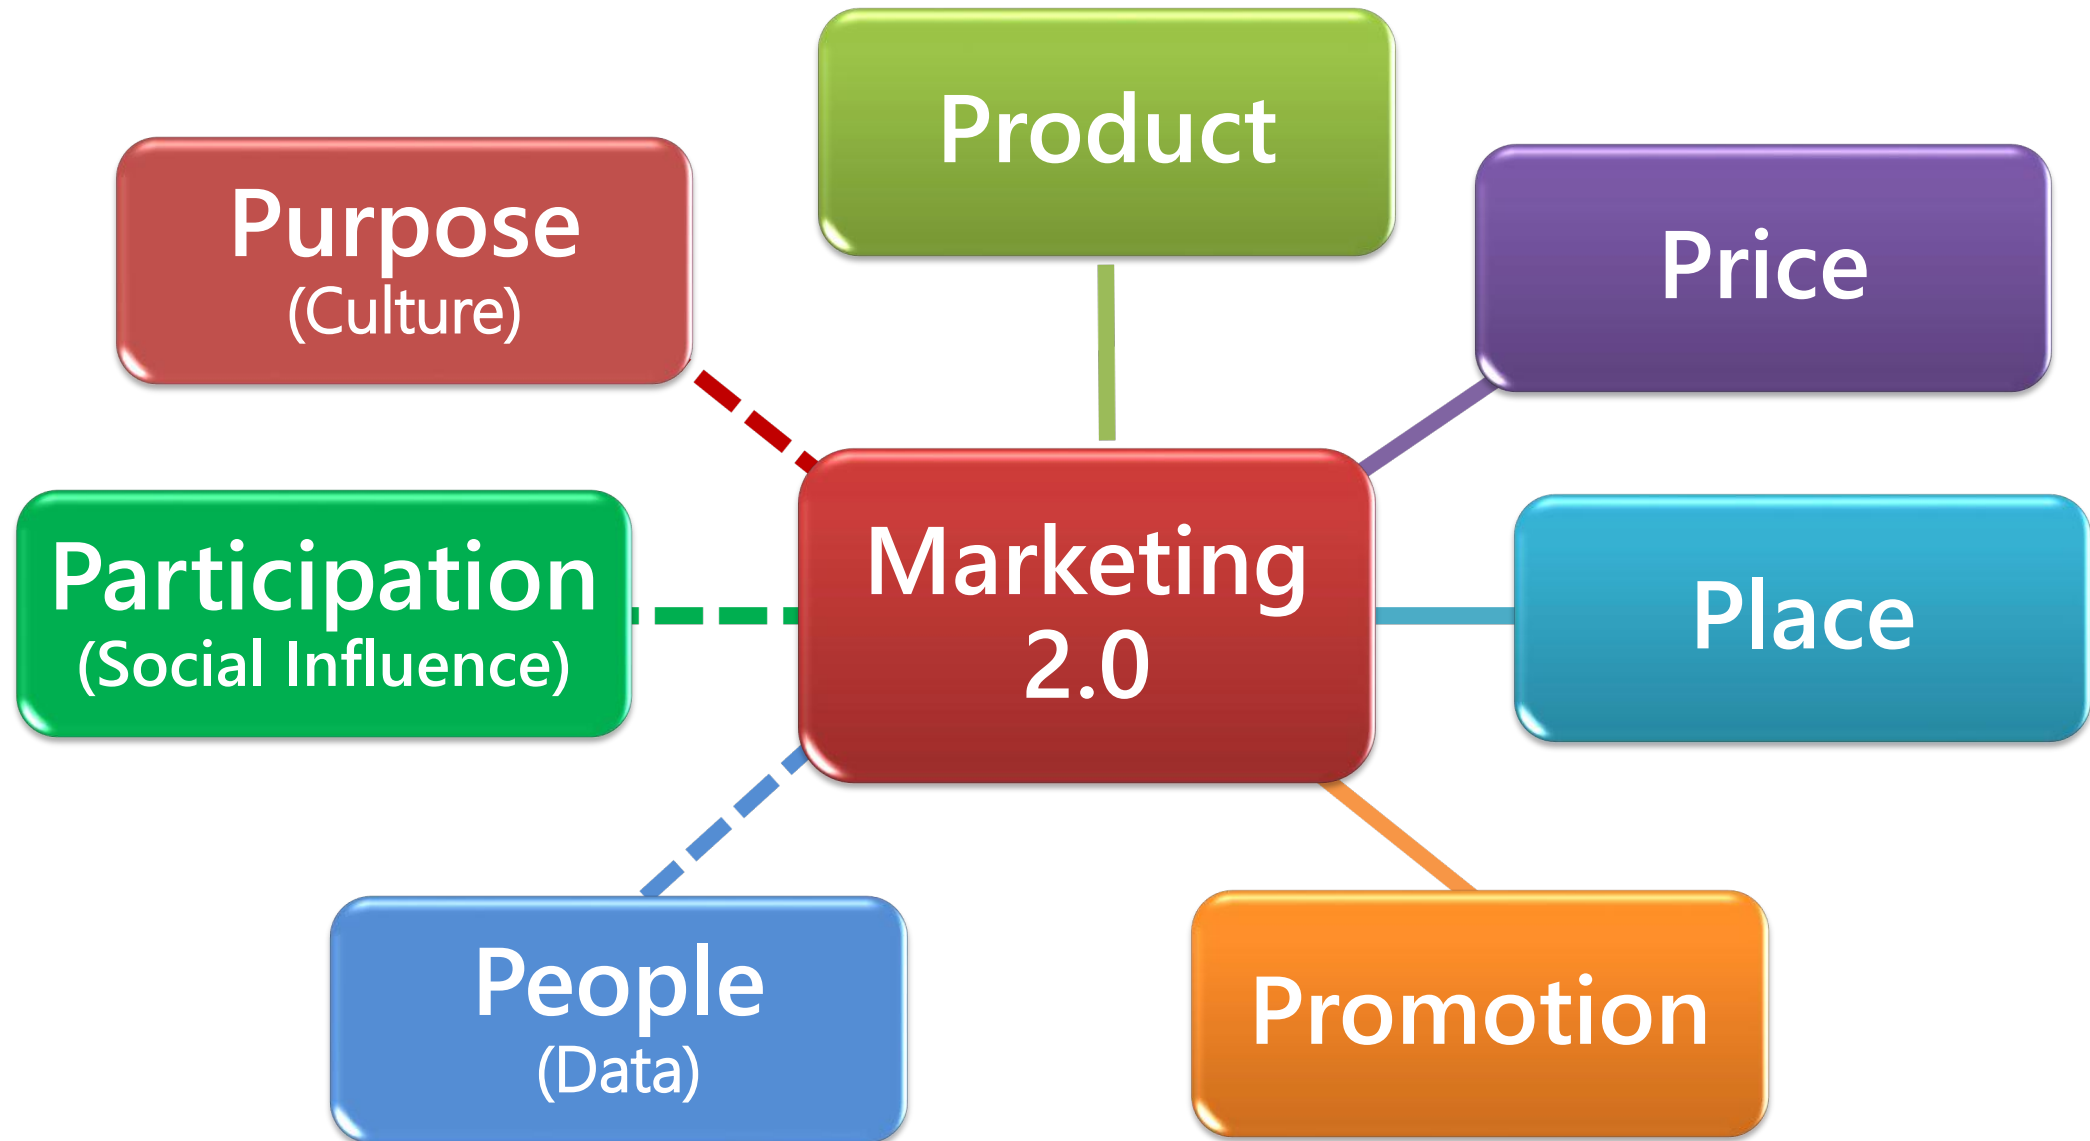 Product
Purpose
(Culture)
Price
Participation
(Social Influence)
Marketing
2.0
Place
People
(Data)
Promotion